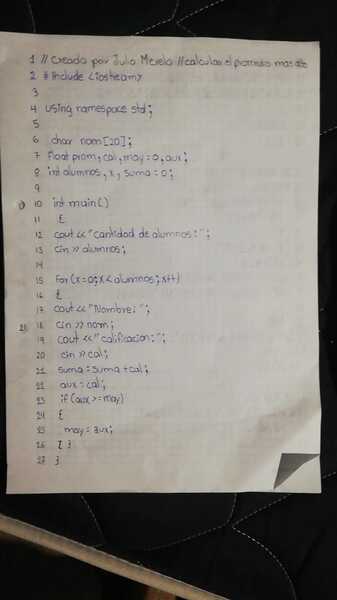 1 // Creado por Julio Merelo //calcular el promedio mas alto
2 # Include <iostream>
3
4 using namespace std;
5
6 char nom[20];
7 Float prom, cal, may=0, aux;
8 int alumnos, x, suma=0;
9
10 int main()
11 {
12 cout <<"Cantidad de alumnos:";
13 cin >> alumnos;
14
15 For(x=0;x<alumnos;x++)
16 {
17 cout <<"Nombre:";
18 cin >> nom;
19 cout <<"calificacion:";
20 cin >> cal;
21 suma=suma+cal;
22 aux=cal;
23 if(aux>=may)
24 {
25 may=aux;
26 } }
27 }